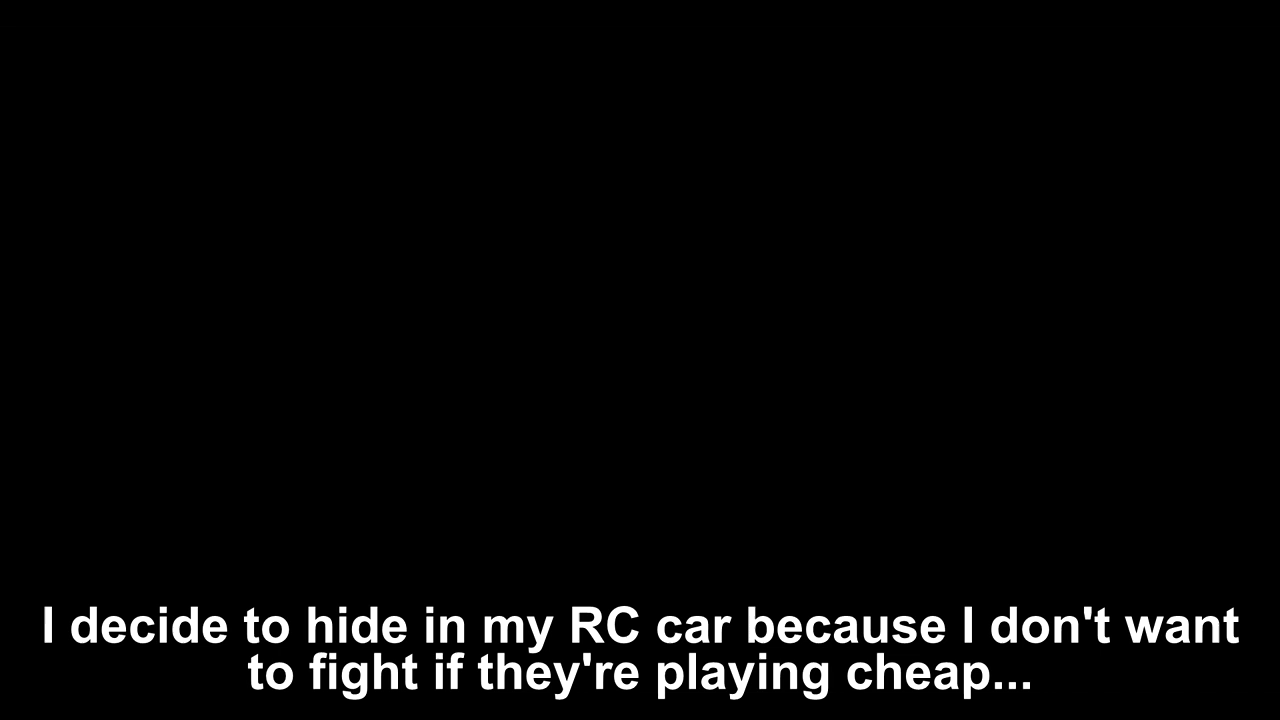 I decide to hide in my RC car because I don't want
to fight if they're playing cheap...